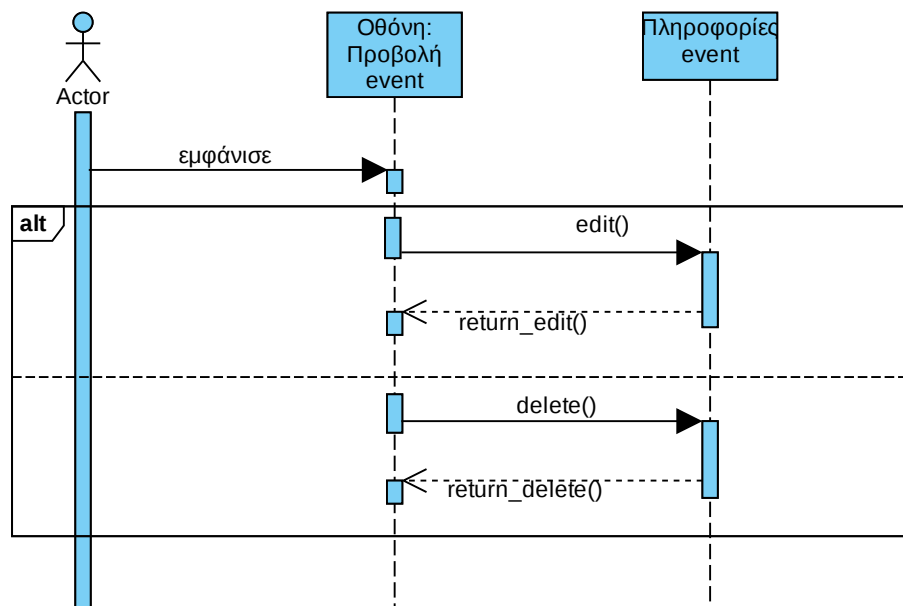 Actor
Οθόνη:
Προβολή
event
Πληροφορίες
event
εμφάνισε
alt
edit()
return_edit()
delete()
return_delete()